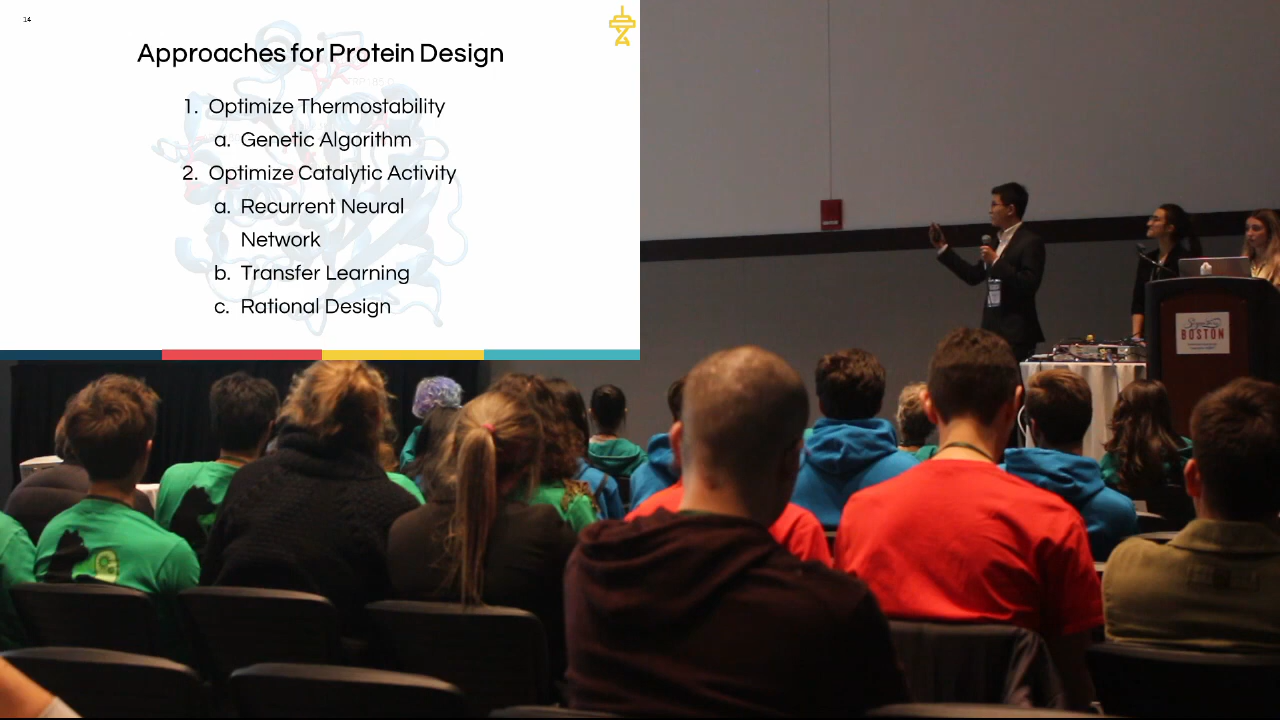 14
Approaches for Protein Design
1. Optimize Thermostability
a. Genetic Algorithm
2. Optimize Catalytic Activity
a. Recurrent Neural
Network
b. Transfer Learning
c. Rational Design
BOSTON